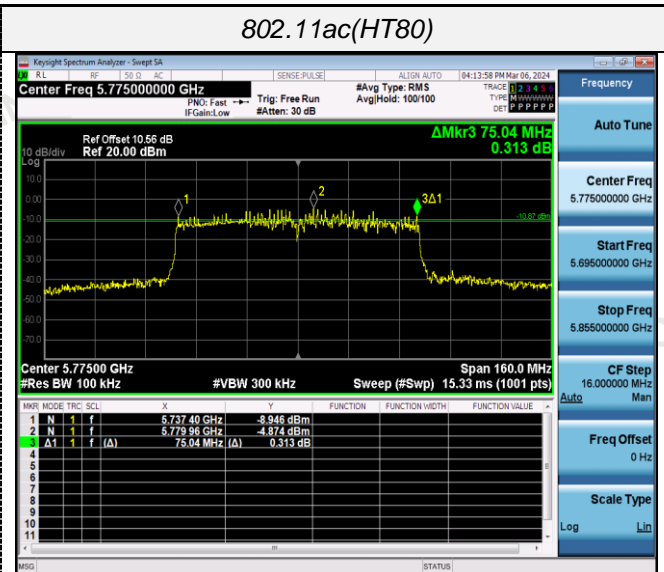 802.11ac(HT80)
Keysight Spectrum Analyzer - Swept SA
RL RF 50 Ω AC SENSE:PULSE ALIGN AUTO 04:13:58 PM Mar 06, 2024
Center Freq 5.775000000 GHz #Avg Type: RMS TRACE 1 2 3 4 5 6
PNO: Fast Trig: Free Run Avg|Hold: 100/100 TYPE M WWWWW
IFGain:Low #Atten: 30 dB DET P P P P P P
Frequency
Auto Tune
Center Freq
5.775000000 GHz
Start Freq
5.695000000 GHz
Stop Freq
5.855000000 GHz
CF Step
16.000000 MHz
Auto Man
Freq Offset
0 Hz
Scale Type
Log Lin
ΔMkr3 75.04 MHz
0.313 dB
Ref Offset 10.56 dB
10 dB/div Ref 20.00 dBm
Log
10.0
0.00
-10.0
-20.0
-30.0
-40.0
-50.0
-60.0
-70.0
1
2
3Δ1
-10.87 dBm
Center 5.77500 GHz Span 160.0 MHz
#Res BW 100 kHz #VBW 300 kHz Sweep (#Swp) 15.33 ms (1001 pts)
MKR MODE TRC SCL X Y FUNCTION FUNCTION WIDTH FUNCTION VALUE
1 N 1 f 5.737 40 GHz -8.946 dBm
2 N 1 f 5.779 96 GHz -4.874 dBm
3 Δ1 1 f (Δ) 75.04 MHz (Δ) 0.313 dB
4
5
6
7
8
9
10
11
MSG STATUS